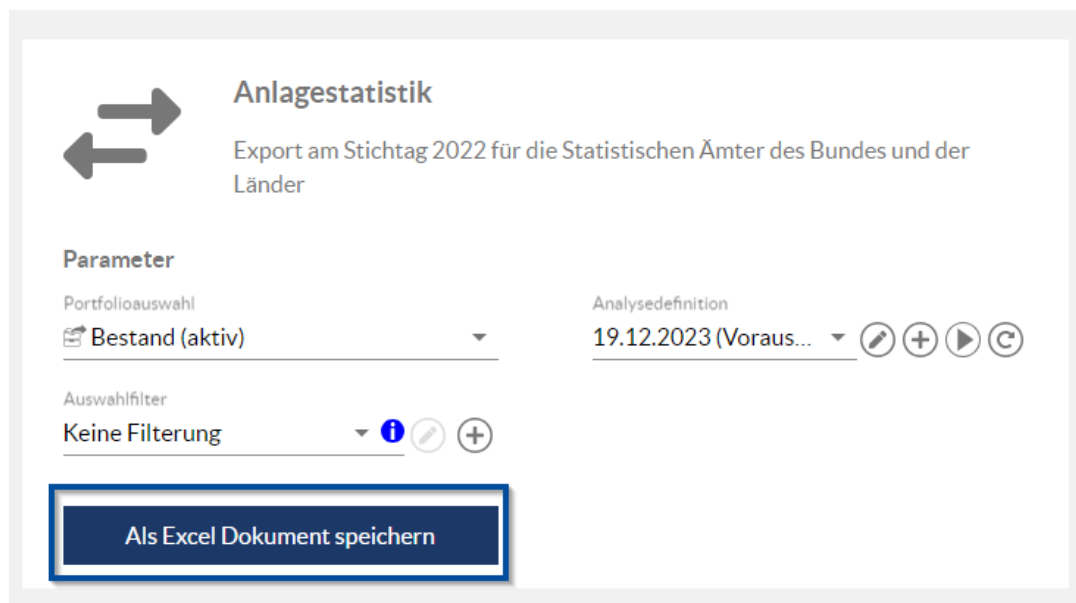 Anlagestatistik
Export am Stichtag 2022 für die Statistischen Ämter des Bundes und der
Länder
Parameter
Portfolioauswahl
Analysedefinition
Bestand (aktiv)
19.12.2023 (Voraus...
Auswahlfilter
Keine Filterung
Als Excel Dokument speichern